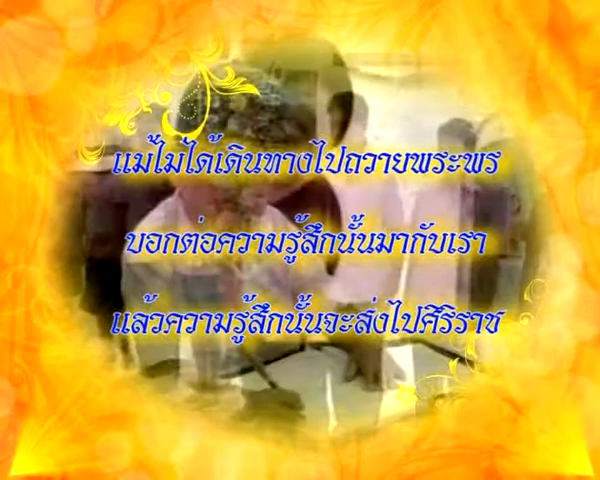 แม้ไม่ได้เดินทางไปถวายพระพร
บอกต่อความรู้สึกนั้นมากับเรา
แล้วความรู้สึกนั้นจะส่งไปศิริราช